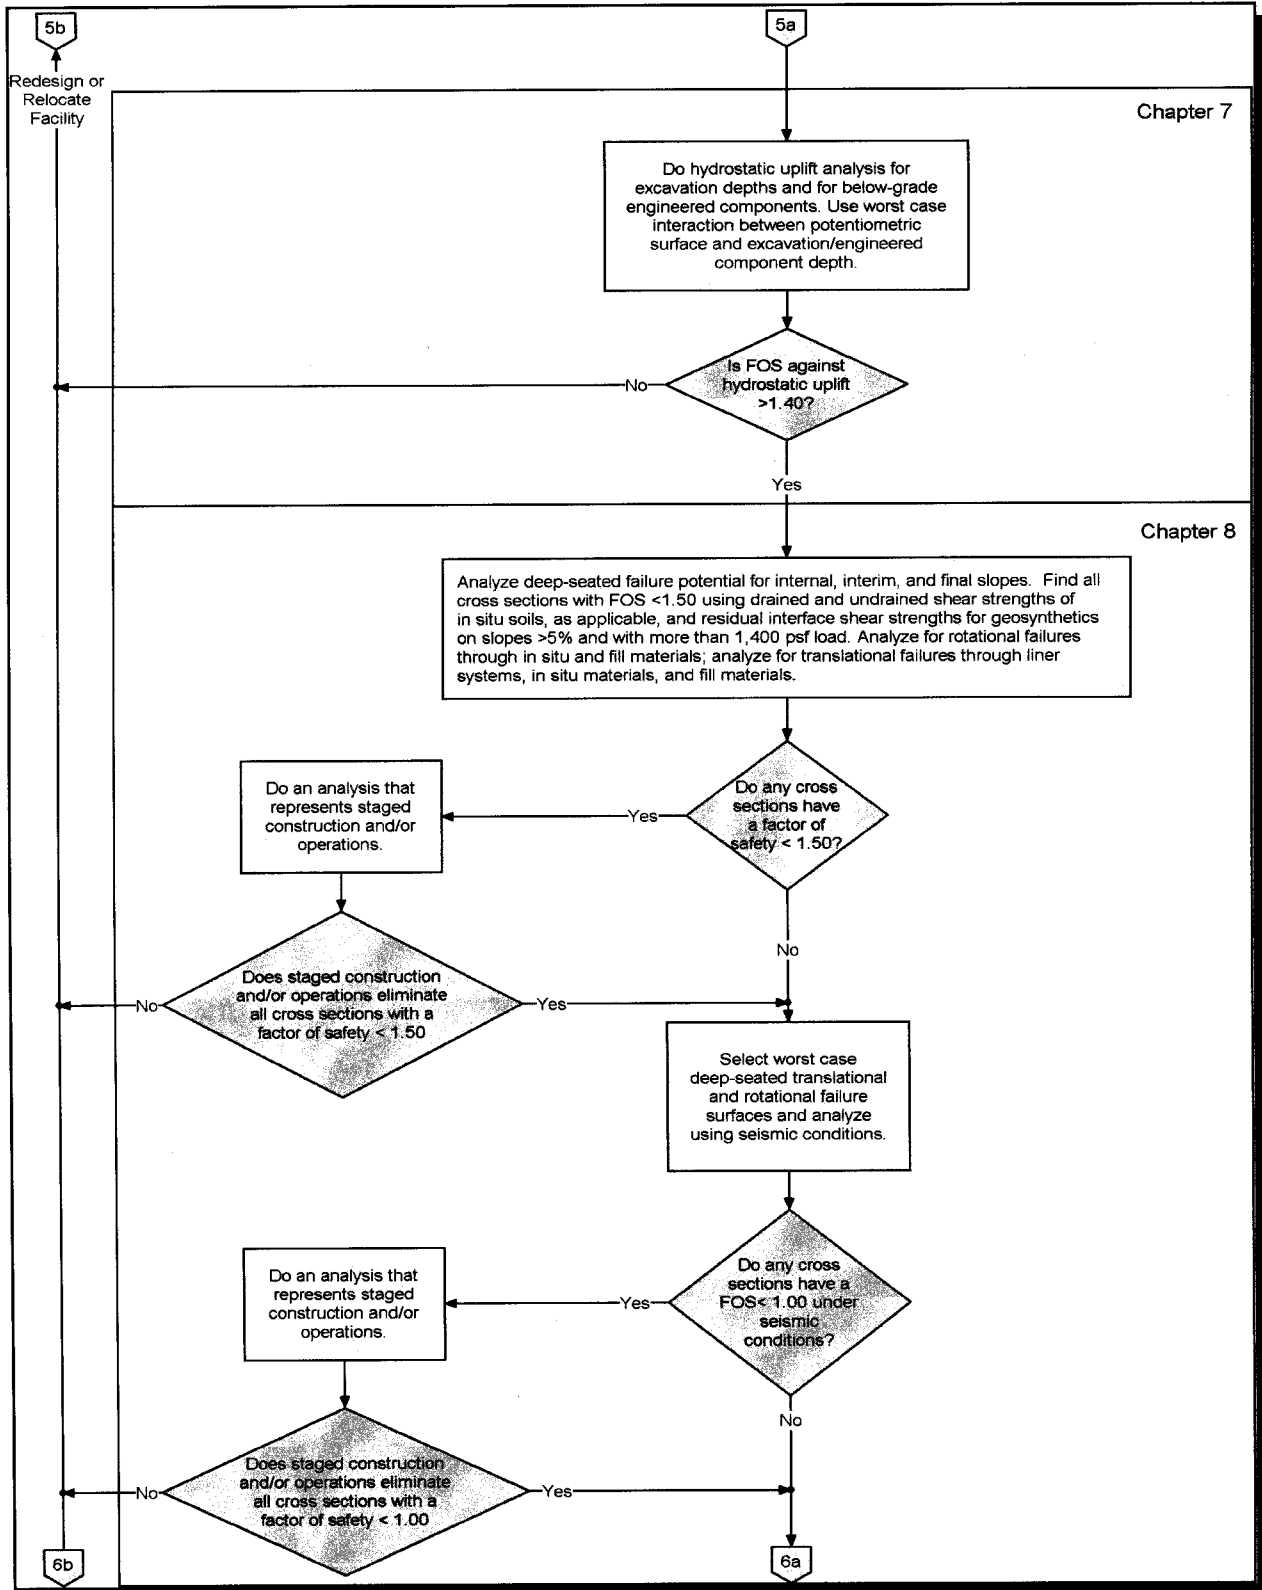 5b
5a
Redesign or
Relocate
Facility
Chapter 7
Do hydrostatic uplift analysis for
excavation depths and for below-grade
engineered components. Use worst case
interaction between potentiometric
surface and excavation/engineered
component depth.
Is FOS against
hydrostatic uplift
>1.40?
No
Yes
Chapter 8
Analyze deep-seated failure potential for internal, interim, and final slopes. Find all
cross sections with FOS <1.50 using drained and undrained shear strengths of
in situ soils, as applicable, and residual interface shear strengths for geosynthetics
on slopes >5% and with more than 1,400 psf load. Analyze for rotational failures
through in situ and fill materials; analyze for translational failures through liner
systems, in situ materials, and fill materials.
Do any cross
sections have
a factor of
safety < 1.50?
Yes
Do an analysis that
represents staged
construction and/or
operations.
No
Does staged construction
and/or operations eliminate
all cross sections with a
factor of safety < 1.50
No
Yes
Select worst case
deep-seated translational
and rotational failure
surfaces and analyze
using seismic conditions.
Do any cross
sections have a
FOS< 1.00 under
seismic
conditions?
Yes
Do an analysis that
represents staged
construction and/or
operations.
No
Does staged construction
and/or operations eliminate
all cross sections with a
factor of safety < 1.00
No
Yes
6b
6a